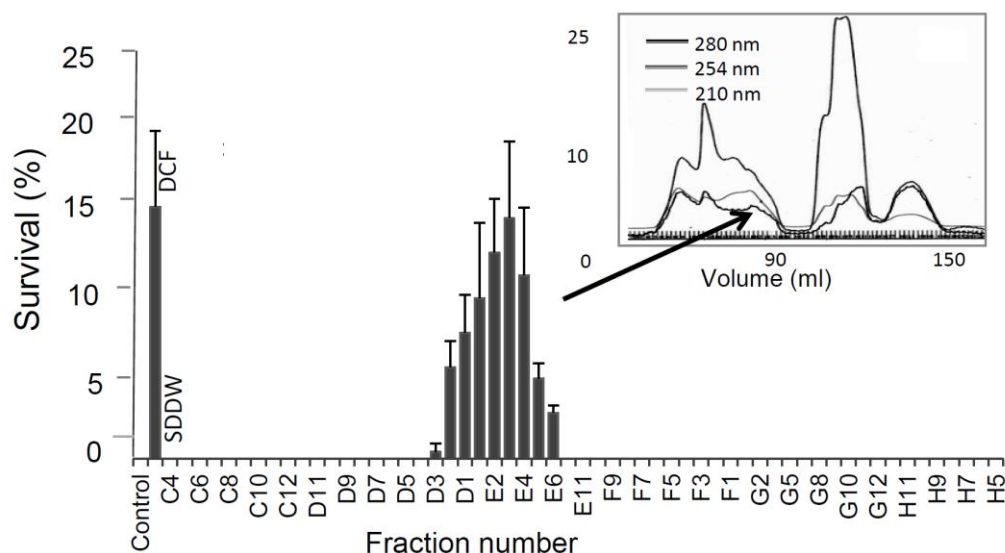 25
20
15
10
5
0
Survival (%)
DCF
SDDW
Control
C4
C6
C8
C10
C12
D11
D9
D7
D5
D3
D1
E2
E4
E6
E11
F9
F7
F5
F3
F1
G2
G5
G8
G10
G12
H11
H9
H7
H5
Fraction number
25
10
0
280 nm
254 nm
210 nm
90
150
Volume (ml)